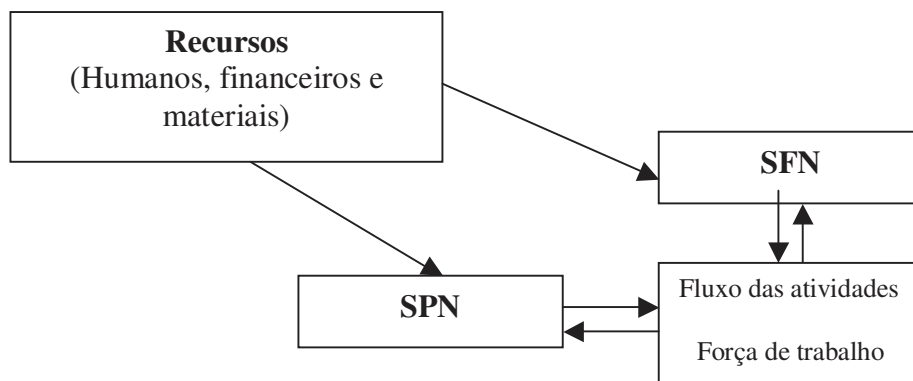 Recursos
(Humanos, financeiros e
materiais)
SFN
SPN
Fluxo das atividades
Força de trabalho